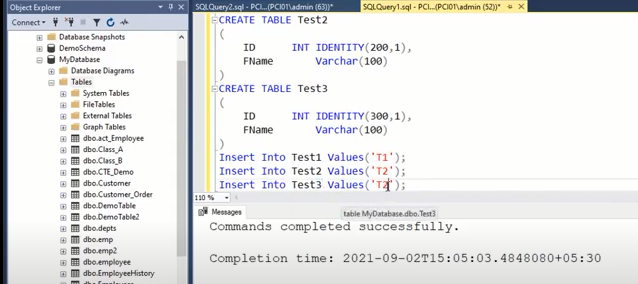 Object Explorer
Connect
Database Snapshots
DemoSchema
MyDatabase
Database Diagrams
Tables
System Tables
FileTables
External Tables
Graph Tables
dbo.act_Employee
dbo.Class_A
dbo.Class_B
dbo.CTE_Demo
dbo.Customer
dbo.Customer_Order
dbo.DemoTable
dbo.DemoTable2
dbo.depts
dbo.emp
dbo.emp2
dbo.employee
dbo.EmployeeHistory
SQLQuery2.sql - PCI...(PCI01\admin (63))*
SQLQuery1.sql - PCI...(PCI01\admin (52))*
CREATE TABLE Test2
(
ID INT IDENTITY(200,1),
FName Varchar(100)
)
CREATE TABLE Test3
(
ID INT IDENTITY(300,1),
FName Varchar(100)
)
Insert Into Test1 Values('T1');
Insert Into Test2 Values('T2');
Insert Into Test3 Values('T2');
110 %
Messages
table MyDatabase.dbo.Test3
Commands completed successfully.
Completion time: 2021-09-02T15:05:03.4848080+05:30